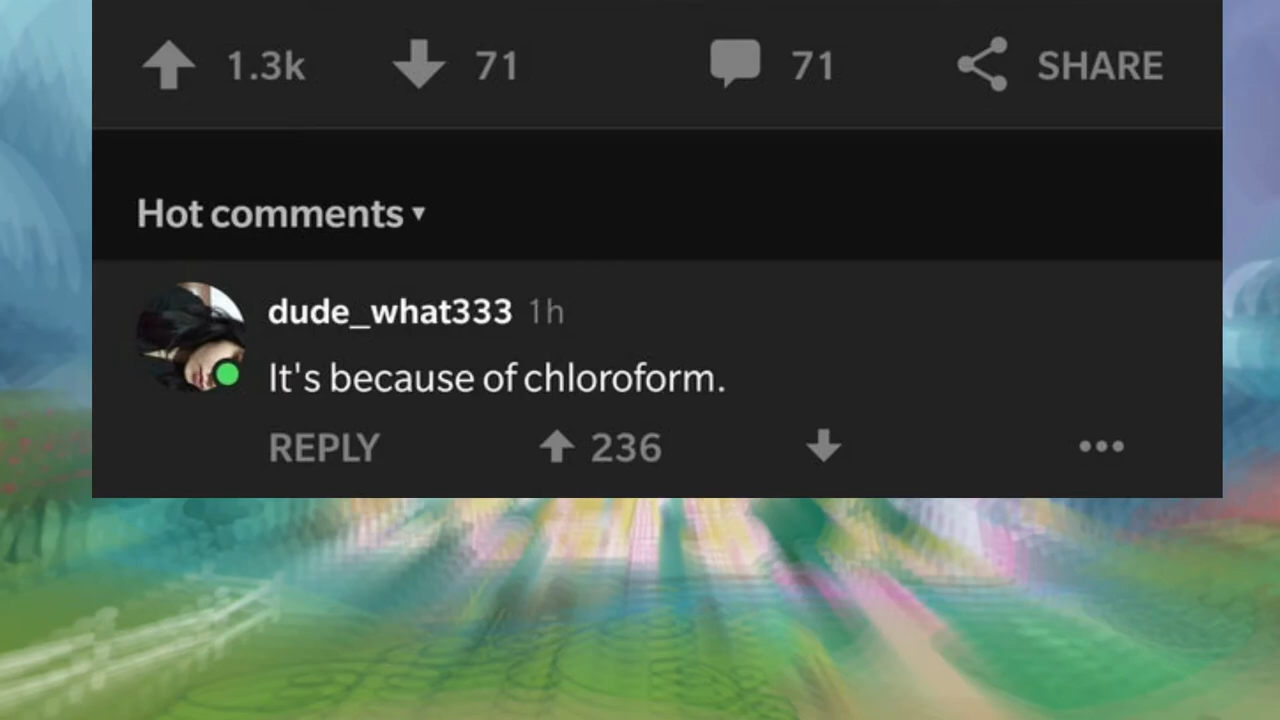 1.3k 71 71 SHARE
Hot comments
dude_what333 1h
It's because of chloroform.
REPLY 236